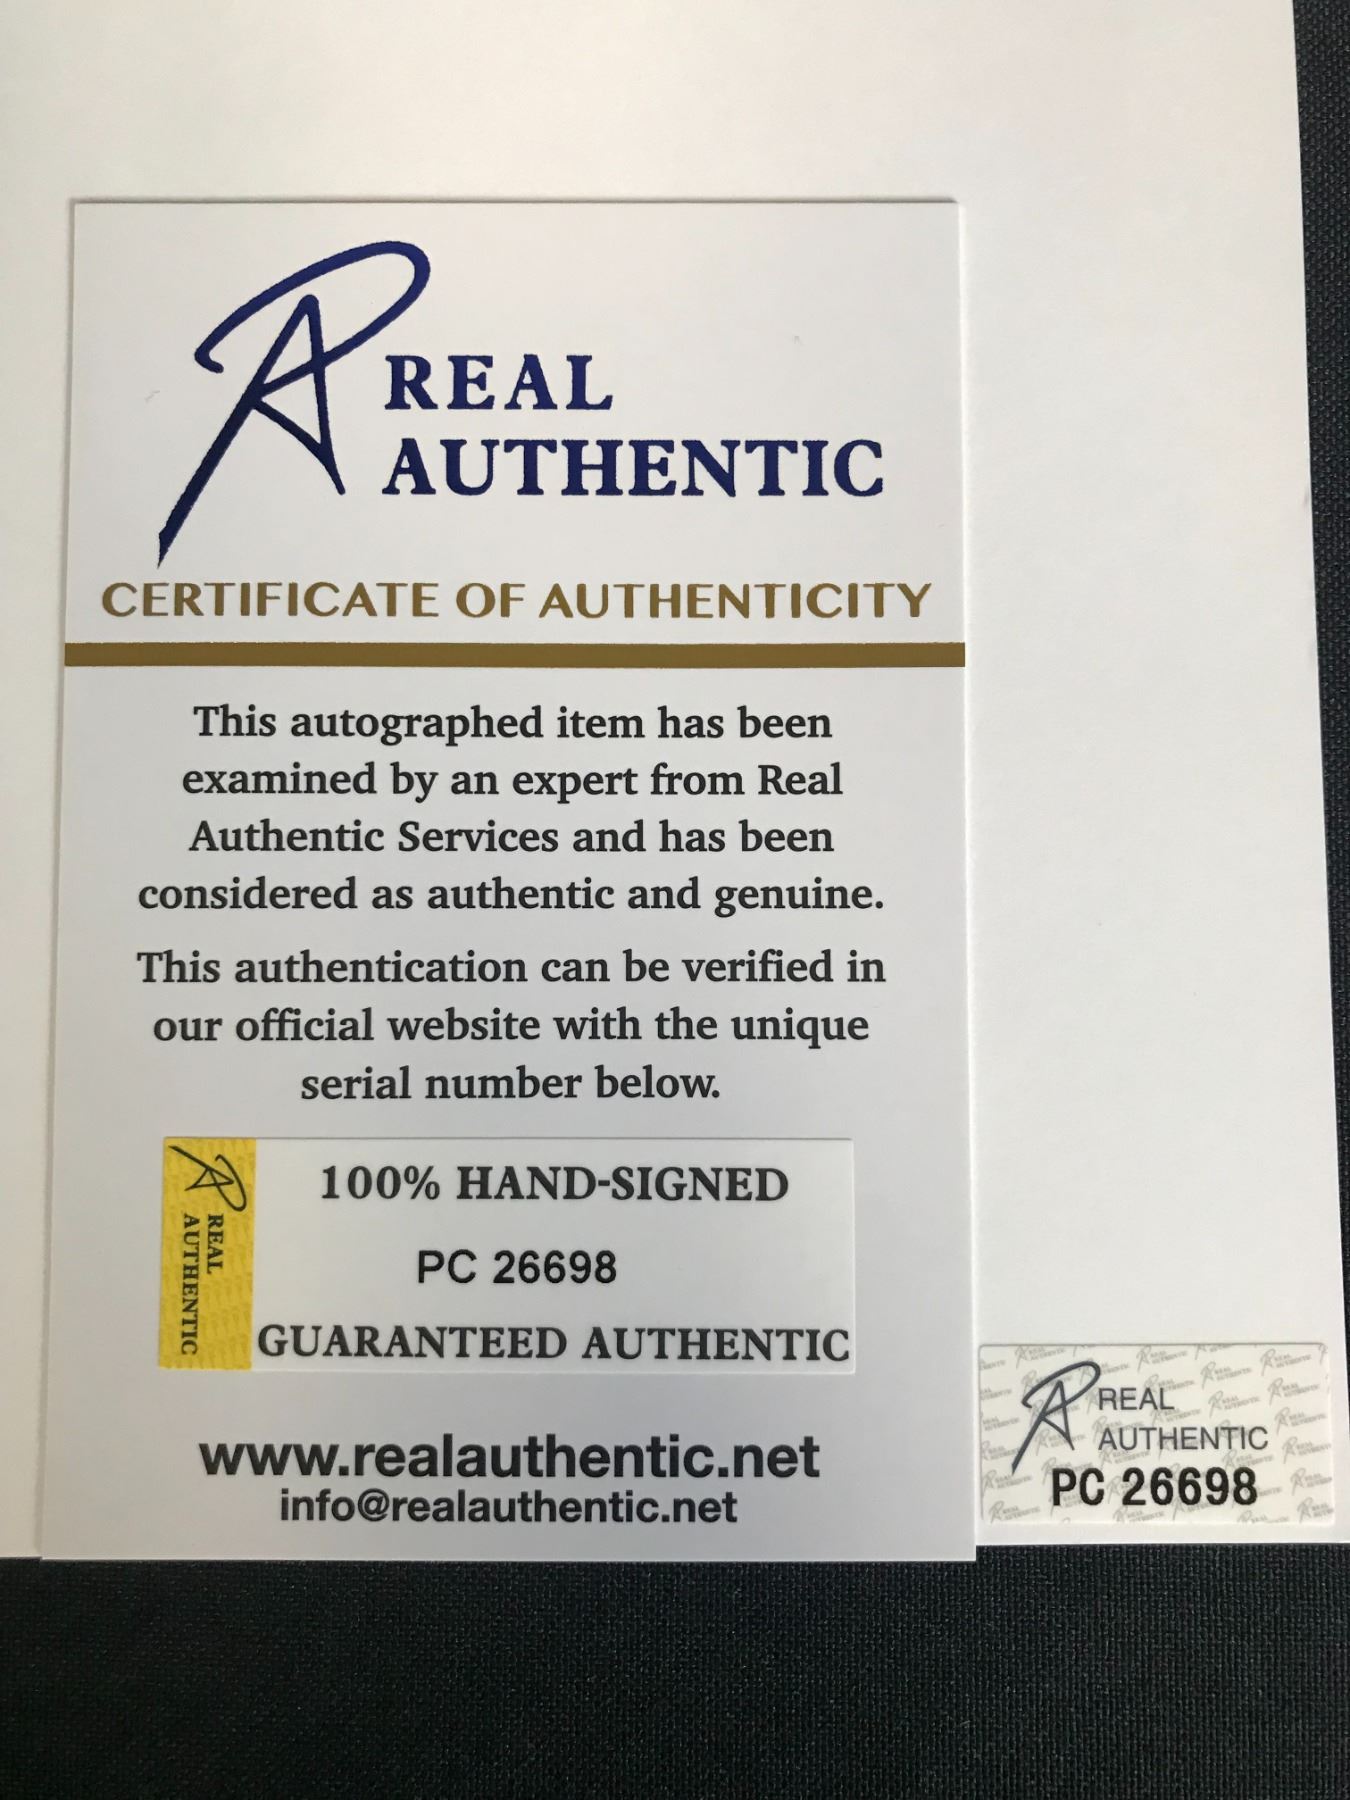 REAL
AUTHENTIC
CERTIFICATE OF AUTHENTICITY
This autographed item has been
examined by an expert from Real
Authentic Services and has been
considered as authentic and genuine.
This authentication can be verified in
our official website with the unique
serial number below.
REAL
AUTHENTIC
100% HAND-SIGNED
PC 26698
GUARANTEED AUTHENTIC
www.realauthentic.net
info@realauthentic.net
REAL
AUTHENTIC
PC 26698